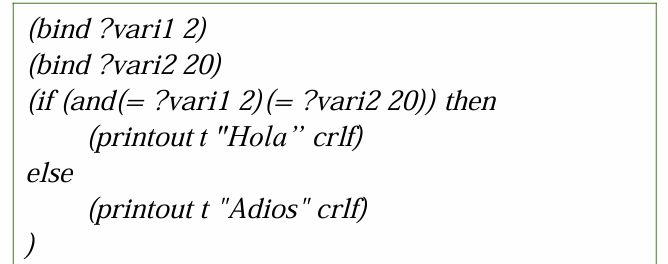 (bind ?vari1 2)
(bind ?vari2 20)
(if (and(= ?vari1 2)(= ?vari2 20)) then
(printout t "Hola’’ crlf)
else
(printout t "Adios" crlf)
)